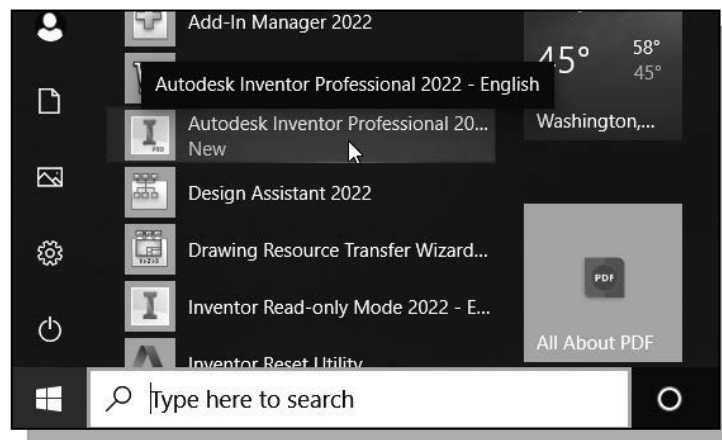 Add-In Manager 2022
Autodesk Inventor Professional 2022 - English
Autodesk Inventor Professional 20...
New
PRO
Design Assistant 2022
Drawing Resource Transfer Wizard...
Inventor Read-only Mode 2022 - E...
Inventor Reset Utility
45°
58°
45°
Washington,...
PDF
All About PDF
Type here to search